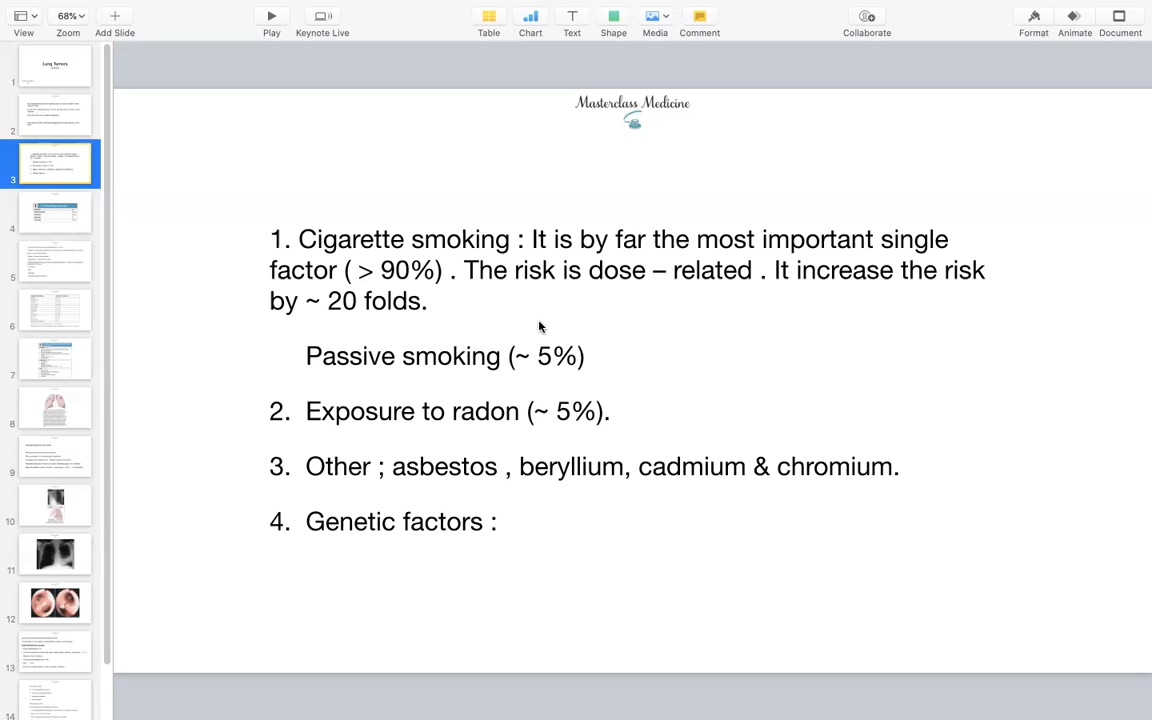 68%
View
Zoom
Add Slide
Play
Keynote Live
Table
Chart
Text
Shape
Media
Comment
Collaborate
Format
Animate
Document
Lung Tumors
1
2
3
4
5
6
7
8
9
10
11
12
13
14
Masterclass Medicine
1. Cigarette smoking : It is by far the most important single
factor ( > 90%) . The risk is dose – related . It increase the risk
by ~ 20 folds.
Passive smoking (~ 5%)
2. Exposure to radon (~ 5%).
3. Other ; asbestos , beryllium, cadmium & chromium.
4. Genetic factors :